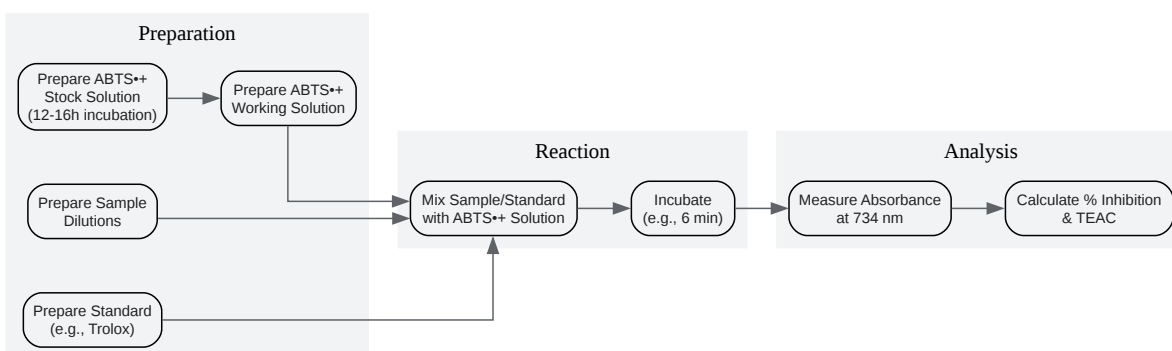 Preparation
Prepare ABTS•+
Stock Solution
(12-16h incubation)
Prepare ABTS•+
Working Solution
Prepare Sample
Dilutions
Prepare Standard
(e.g., Trolox)
Reaction
Mix Sample/Standard
with ABTS•+ Solution
Incubate
(e.g., 6 min)
Analysis
Measure Absorbance
at 734 nm
Calculate % Inhibition
& TEAC